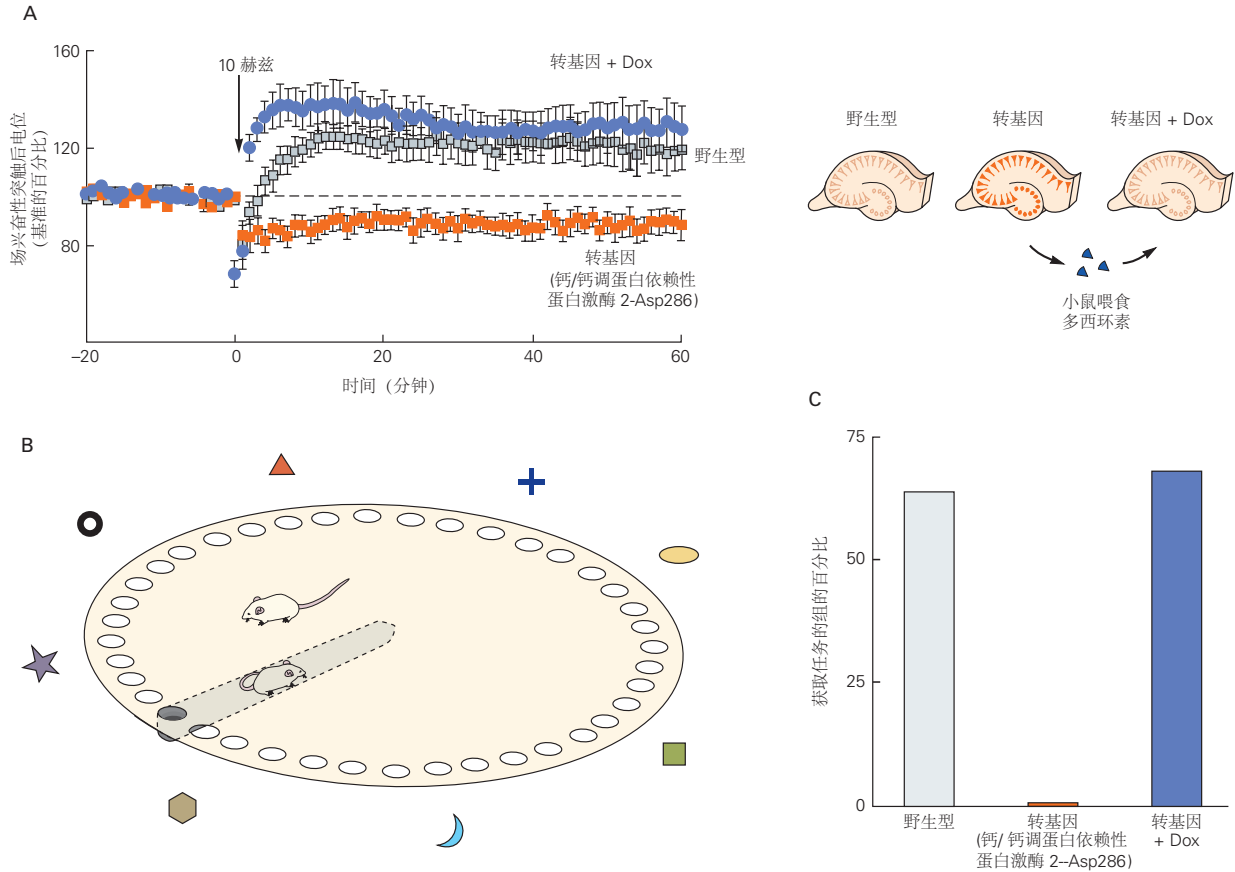 A
160
120
80
场兴奋性突触后电位
(基准的百分比)
10 赫兹
转基因 + Dox
野生型
转基因
(钙/钙调蛋白依赖性
蛋白激酶 2-Asp286)
–20
0
20
40
60
时间 (分钟)
野生型
转基因
转基因 + Dox
小鼠喂食
多西环素
B
C
75
50
25
0
获取任务的组的百分比
野生型
转基因
(钙/ 钙调蛋白依赖性
蛋白激酶 2--Asp286)
转基因
+ Dox